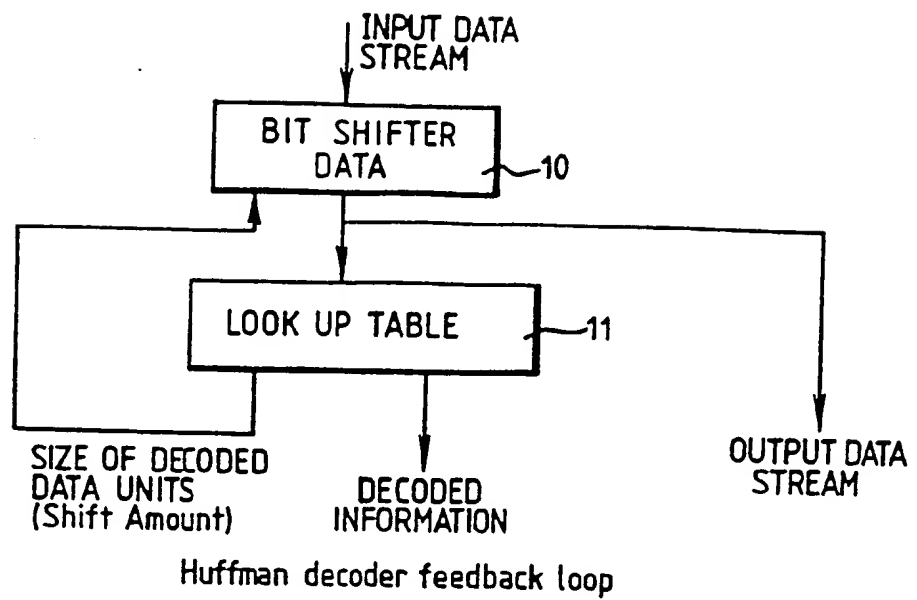 INPUT DATA
STREAM
BIT SHIFTER
DATA
10
LOOK UP TABLE
11
SIZE OF DECODED
DATA UNITS
(Shift Amount)
DECODED
INFORMATION
OUTPUT DATA
STREAM
Huffman decoder feedback loop